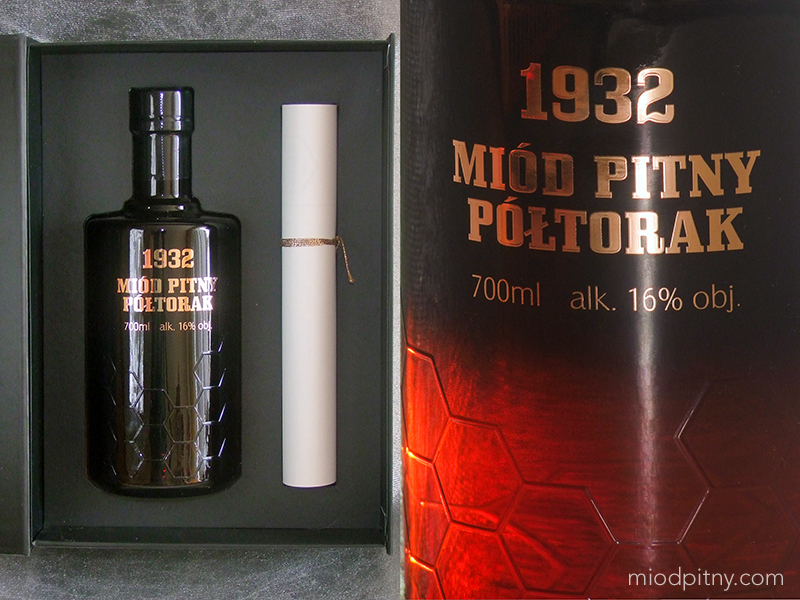 1932
MIÓD PITNY
PÓŁTORAK
700ml alk. 16% obj.
1932
MIÓD PITNY
PÓŁTORAK
700ml alk. 16% obj.
miodpitny.com